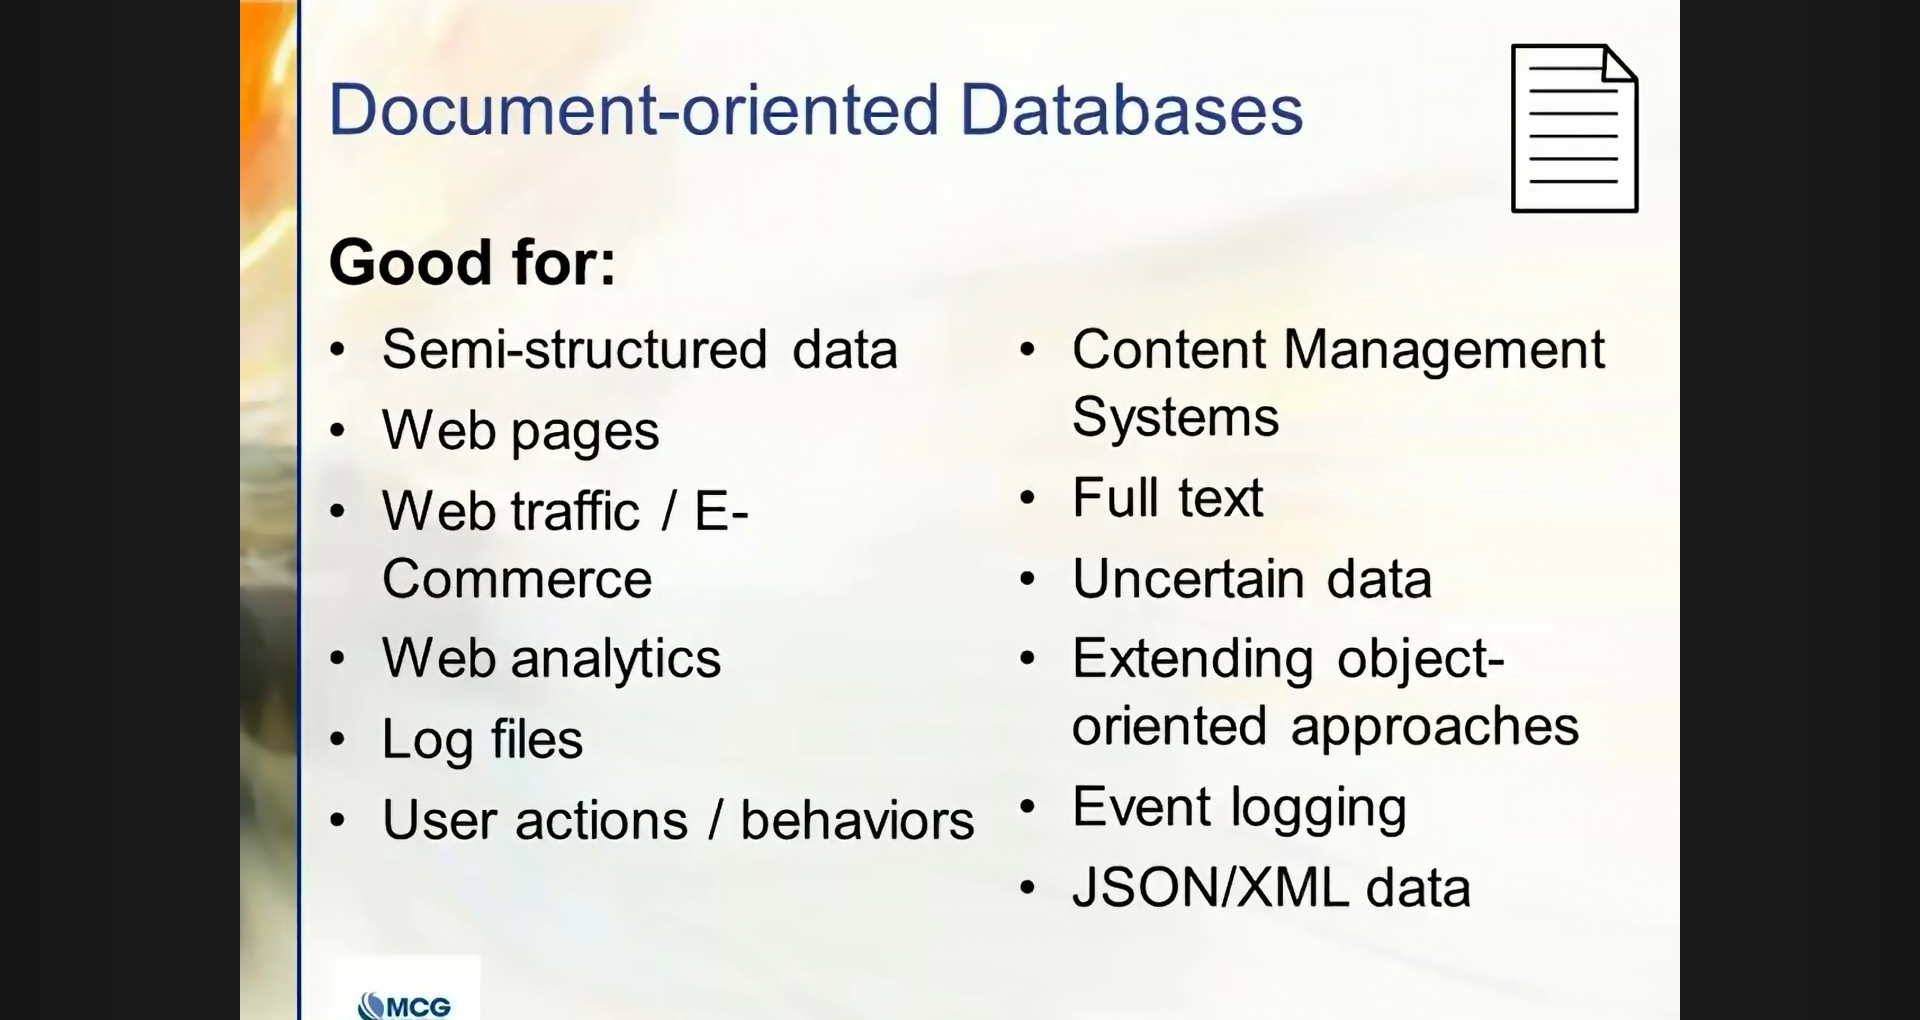 Document-oriented Databases
Good for:
• Semi-structured data
• Web pages
• Web traffic / E-
Commerce
• Web analytics
• Log files
• User actions / behaviors
• Content Management
Systems
• Full text
• Uncertain data
• Extending object-
oriented approaches
• Event logging
• JSON/XML data
MCG